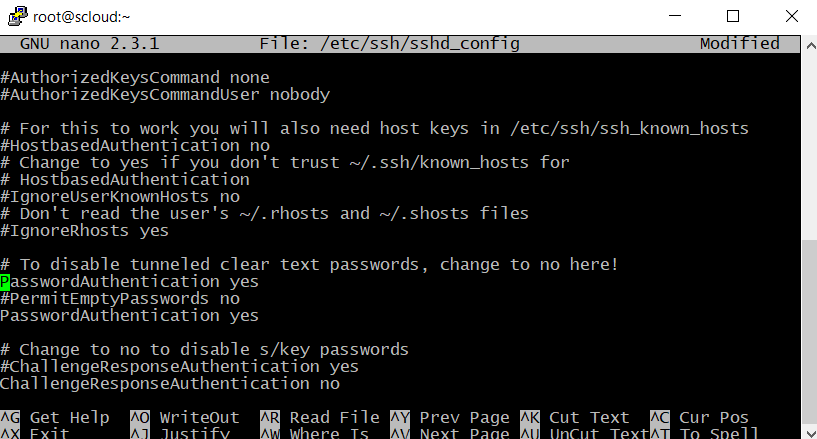 root@scloud:~
GNU nano 2.3.1 File: /etc/ssh/sshd_config Modified
#AuthorizedKeysCommand none
#AuthorizedKeysCommandUser nobody
# For this to work you will also need host keys in /etc/ssh/ssh_known_hosts
#HostbasedAuthentication no
# Change to yes if you don't trust ~/.ssh/known_hosts for
# HostbasedAuthentication
#IgnoreUserKnownHosts no
# Don't read the user's ~/.rhosts and ~/.shosts files
#IgnoreRhosts yes
# To disable tunneled clear text passwords, change to no here!
PasswordAuthentication yes
#PermitEmptyPasswords no
PasswordAuthentication yes
# Change to no to disable s/key passwords
#ChallengeResponseAuthentication yes
ChallengeResponseAuthentication no
^G Get Help ^O WriteOut ^R Read File ^Y Prev Page ^K Cut Text ^C Cur Pos
^X Exit ^J Justify ^W Where Is ^V Next Page ^U UnCut Text ^T To Spell